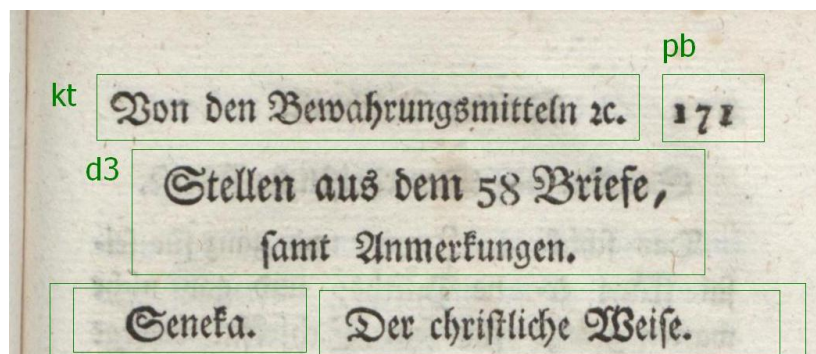 pb
kt Von den Bewahrungsmitteln ꝛc. 171
d3 Stellen aus dem 58 Briefe,
ſamt Anmerkungen.
Seneka. Der chriſtliche Weiſe.